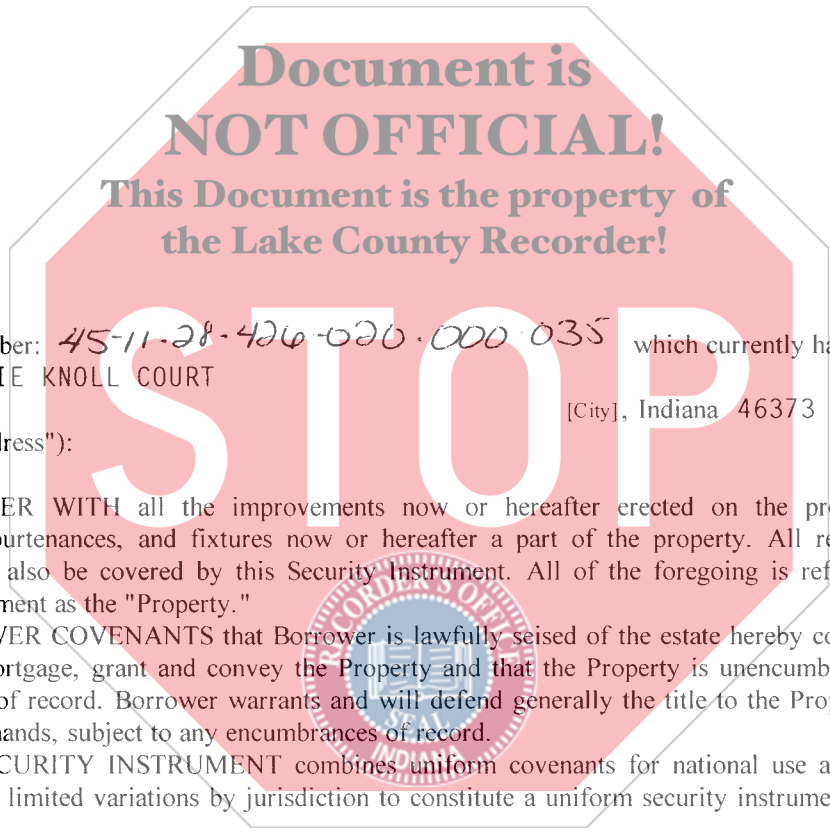 Document is
NOT OFFICIAL!
This Document is the property of
the Lake County Recorder!
STOP
ber: 45-11-28-426-020.000-035 which currently ha
IE KNOLL COURT
[City], Indiana 46373
ress"):
ER WITH all the improvements now or hereafter erected on the pr
urtenances, and fixtures now or hereafter a part of the property. All re
also be covered by this Security Instrument. All of the foregoing is ref
ment as the "Property."
VER COVENANTS that Borrower is lawfully seised of the estate hereby co
ortgage, grant and convey the Property and that the Property is unencumb
of record. Borrower warrants and will defend generally the title to the Prop
nands, subject to any encumbrances of record.
CURITY INSTRUMENT combines uniform covenants for national use a
limited variations by jurisdiction to constitute a uniform security instrume
RECORDER'S OFFICE
SEAL
INDIANA